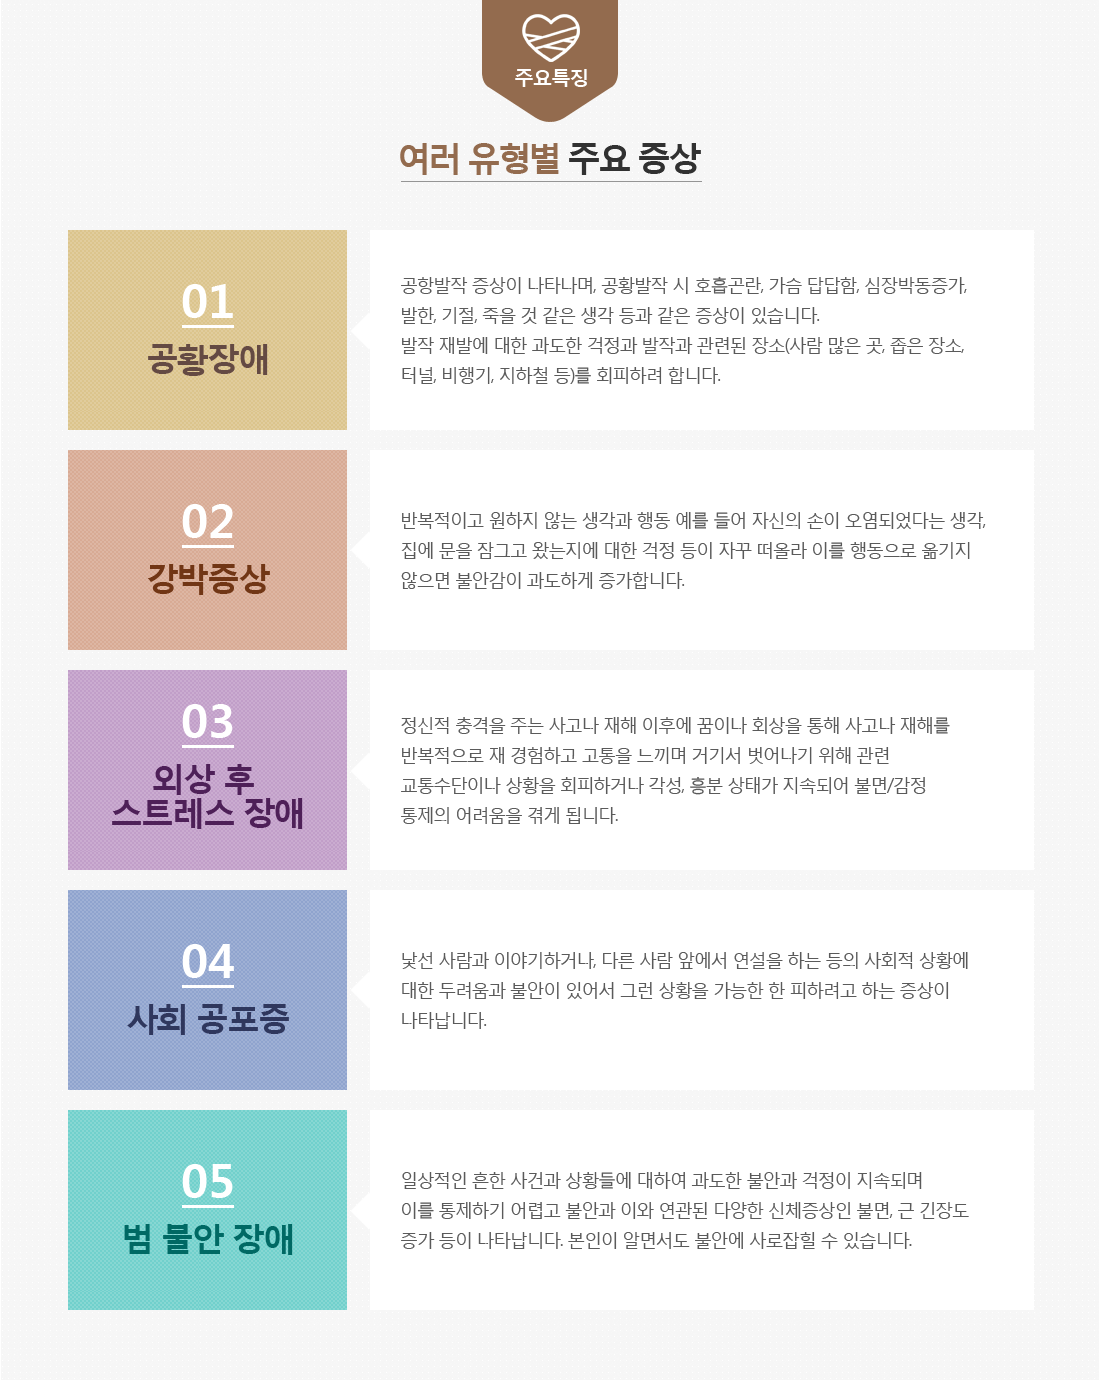 주요특징
여러 유형별 주요 증상
01
공황장애
공항발작 증상이 나타나며, 공황발작 시 호흡곤란, 가슴 답답함, 심장박동증가,
발한, 기절, 죽을 것 같은 생각 등과 같은 증상이 있습니다.
발작 재발에 대한 과도한 걱정과 발작과 관련된 장소(사람 많은 곳, 좁은 장소,
터널, 비행기, 지하철 등)를 회피하려 합니다.
02
강박증상
반복적이고 원하지 않는 생각과 행동 예를 들어 자신의 손이 오염되었다는 생각,
집에 문을 잠그고 왔는지에 대한 걱정 등이 자꾸 떠올라 이를 행동으로 옮기지
않으면 불안감이 과도하게 증가합니다.
03
외상 후
스트레스 장애
정신적 충격을 주는 사고나 재해 이후에 꿈이나 회상을 통해 사고나 재해를
반복적으로 재 경험하고 고통을 느끼며 거기서 벗어나기 위해 관련
교통수단이나 상황을 회피하거나 각성, 흥분 상태가 지속되어 불면/감정
통제의 어려움을 겪게 됩니다.
04
사회 공포증
낯선 사람과 이야기하거나, 다른 사람 앞에서 연설을 하는 등의 사회적 상황에
대한 두려움과 불안이 있어서 그런 상황을 가능한 한 피하려고 하는 증상이
나타납니다.
05
범 불안 장애
일상적인 흔한 사건과 상황들에 대하여 과도한 불안과 걱정이 지속되며
이를 통제하기 어렵고 불안과 이와 연관된 다양한 신체증상인 불면, 근 긴장도
증가 등이 나타납니다. 본인이 알면서도 불안에 사로잡힐 수 있습니다.